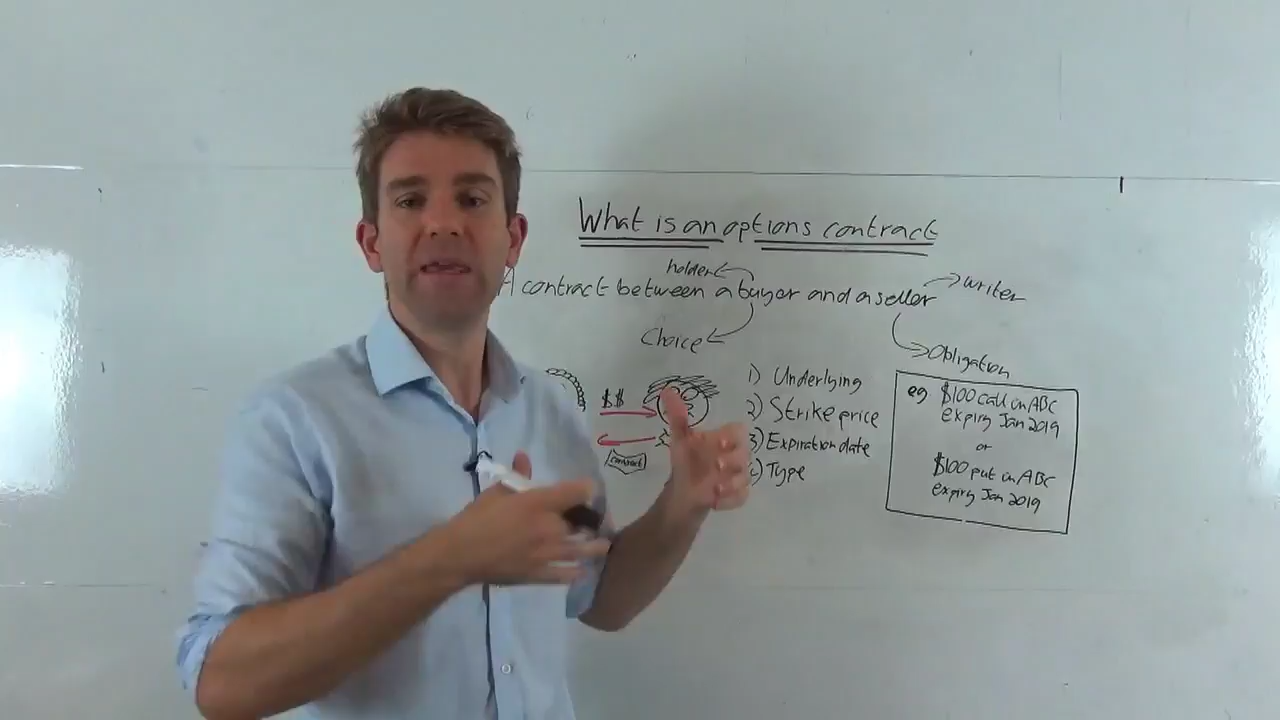 What is an options contract
holder
A contract between a buyer and a seller
writer
Choice
Obligation
$$
contract
1) Underlying
2) Strike price
3) Expiration date
4) Type
eg $100 call on ABC
expiry Jan 2019
or
$100 put on ABC
expiry Jan 2019